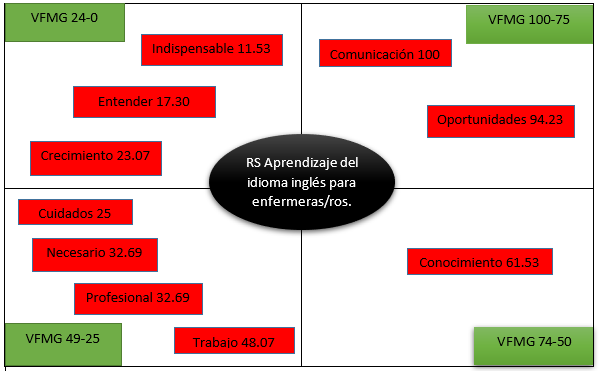 VFMG 24-0
VFMG 100-75
Indispensable 11.53
Comunicación 100
Entender 17.30
Oportunidades 94.23
Crecimiento 23.07
RS Aprendizaje del
idioma inglés para
enfermeras/ros.
Cuidados 25
Necesario 32.69
Conocimiento 61.53
Profesional 32.69
Trabajo 48.07
VFMG 49-25
VFMG 74-50